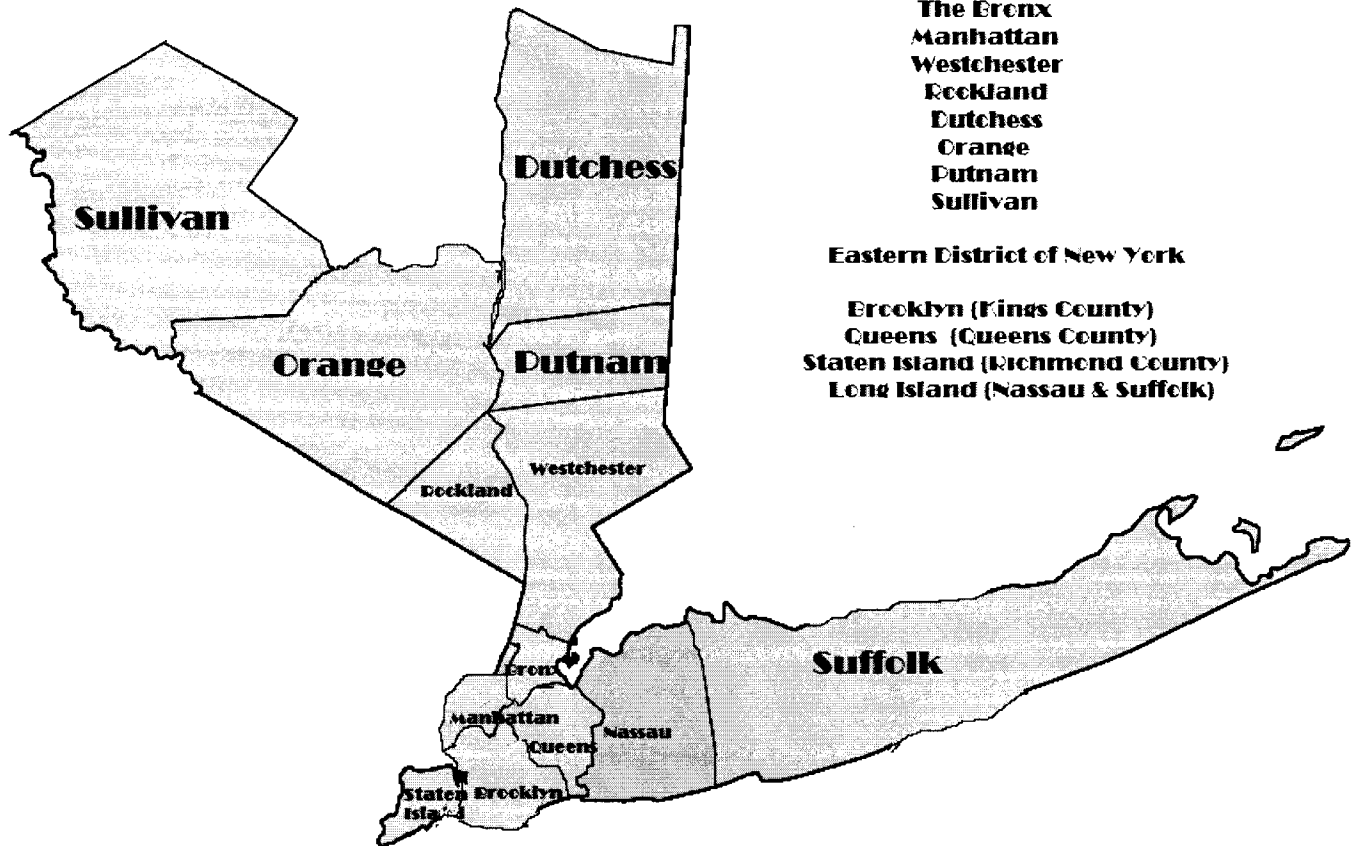 The Bronx
Manhattan
Westchester
Rockland
Dutchess
Orange
Putnam
Sullivan
Eastern District of New York
Brooklyn (Kings County)
Queens (Queens County)
Staten Island (Richmond County)
Long Island (Nassau & Suffolk)
Dutchess
Sullivan
Orange
Putnam
Westchester
Rockland
Suffolk
Bronx
Manhattan
Nassau
Queens
Staten
Island
Brooklyn